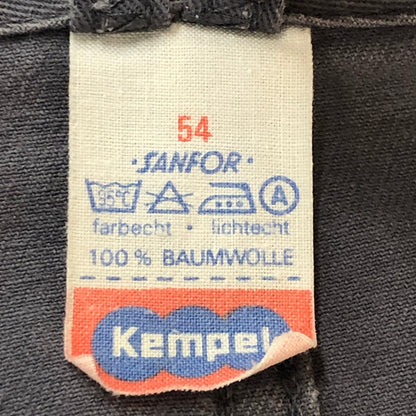 54
·SANFOR·
95°C A
farbecht · lichtecht
100% BAUMWOLLE
Kempel